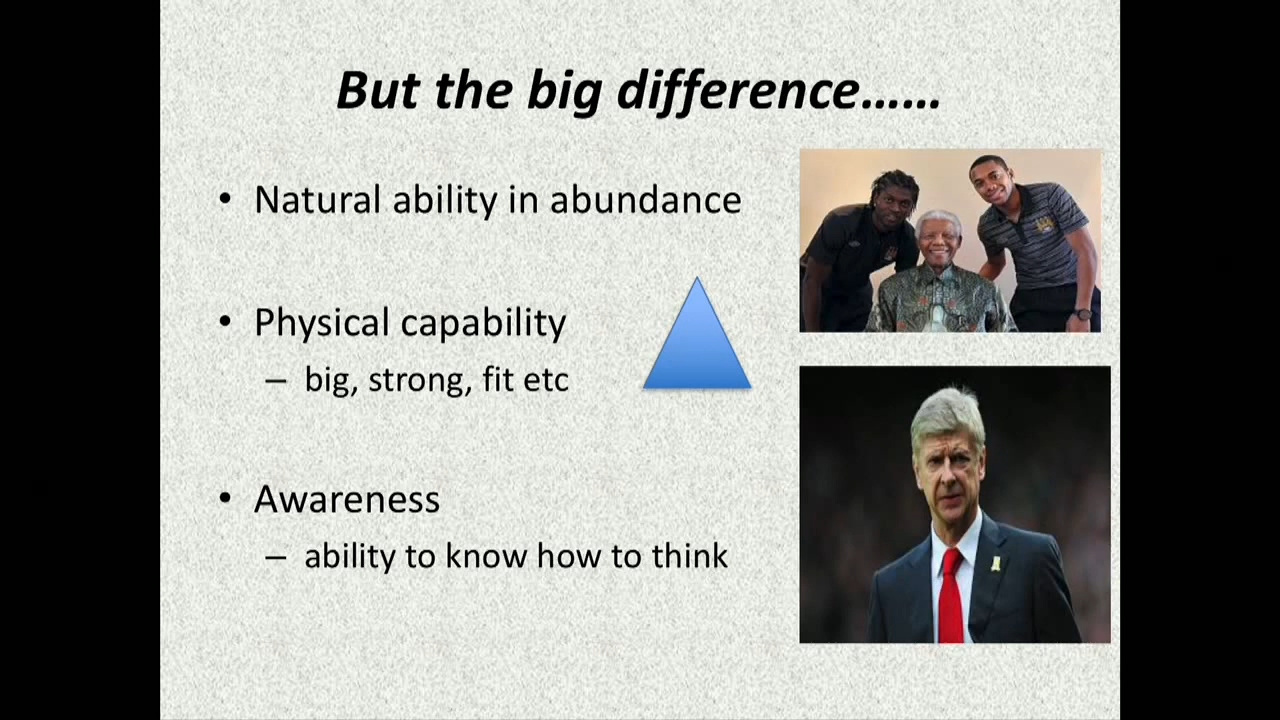 But the big difference……
• Natural ability in abundance
• Physical capability
– big, strong, fit etc
• Awareness
– ability to know how to think